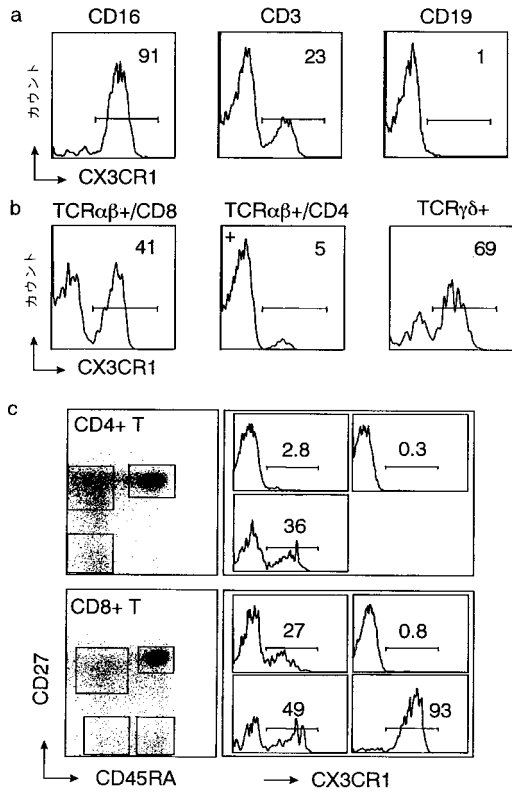 a
CD16 CD3 CD19
91 23 1
カウント
CX3CR1
b
TCRαβ+/CD8 TCRαβ+/CD4 TCRγδ+
+
41 5 69
カウント
CX3CR1
c
CD4+ T
2.8 0.3
36
CD8+ T
27 0.8
49 93
CD27
CD45RA CX3CR1